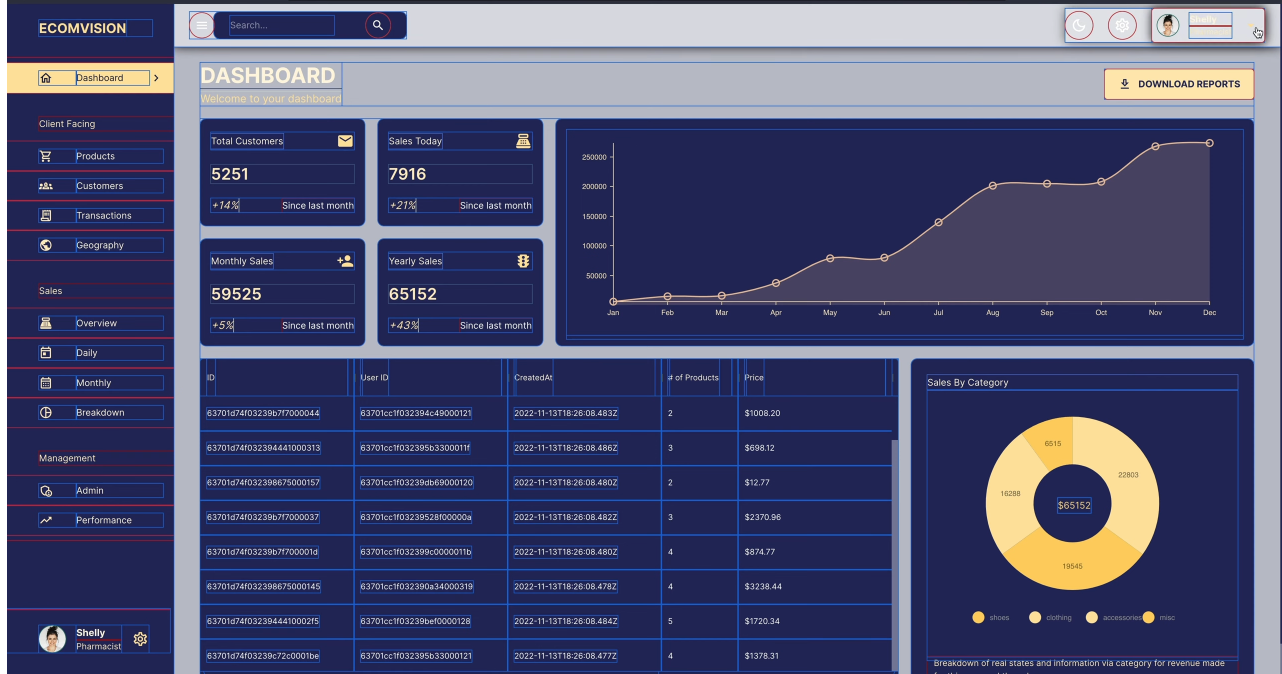 ECOMVISION
Search...
Shelly
Dashboard
Client Facing
Products
Customers
Transactions
Geography
Sales
Overview
Daily
Monthly
Breakdown
Management
Admin
Performance
Shelly
Pharmacist
DASHBOARD
Welcome to your dashboard
DOWNLOAD REPORTS
Total Customers
5251
+14% Since last month
Sales Today
7916
+21% Since last month
Monthly Sales
59525
+5% Since last month
Yearly Sales
65152
+43% Since last month
250000
200000
150000
100000
50000
Jan Feb Mar Apr May Jun Jul Aug Sep Oct Nov Dec
ID User ID CreatedAt # of Products Price
63701d74f03239b7f7000044 63701cc1f032394c49000121 2022-11-13T18:26:08.483Z 2 $1008.20
63701d74f032394441000313 63701cc1f032395b3300011f 2022-11-13T18:26:08.486Z 3 $698.12
63701d74f032398675000157 63701cc1f03239db69000120 2022-11-13T18:26:08.480Z 2 $12.77
63701d74f03239b7f7000037 63701cc1f03239528f00000a 2022-11-13T18:26:08.482Z 3 $2370.96
63701d74f03239b7f700001d 63701cc1f032399c0000011b 2022-11-13T18:26:08.480Z 4 $874.77
63701d74f032398675000145 63701cc1f032390a34000319 2022-11-13T18:26:08.478Z 4 $3238.44
63701d74f0323944410002f5 63701cc1f03239bef0000128 2022-11-13T18:26:08.484Z 5 $1720.34
63701d74f03239c72c0001be 63701cc1f032395b33000121 2022-11-13T18:26:08.477Z 4 $1378.31
Sales By Category
6515
22803
16288
$65152
19545
shoes clothing accessories misc
Breakdown of real states and information via category for revenue made